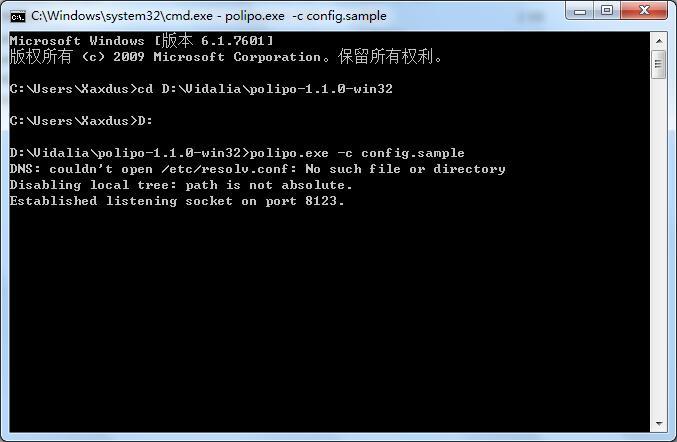 C:\Windows\system32\cmd.exe - polipo.exe -c config.sample
Microsoft Windows [版本 6.1.7601]
版权所有 (c) 2009 Microsoft Corporation。保留所有权利。
C:\Users\Xaxdus>cd D:\Vidalia\polipo-1.1.0-win32
C:\Users\Xaxdus>D:
D:\Vidalia\polipo-1.1.0-win32>polipo.exe -c config.sample
DNS: couldn't open /etc/resolv.conf: No such file or directory
Disabling local tree: path is not absolute.
Established listening socket on port 8123.